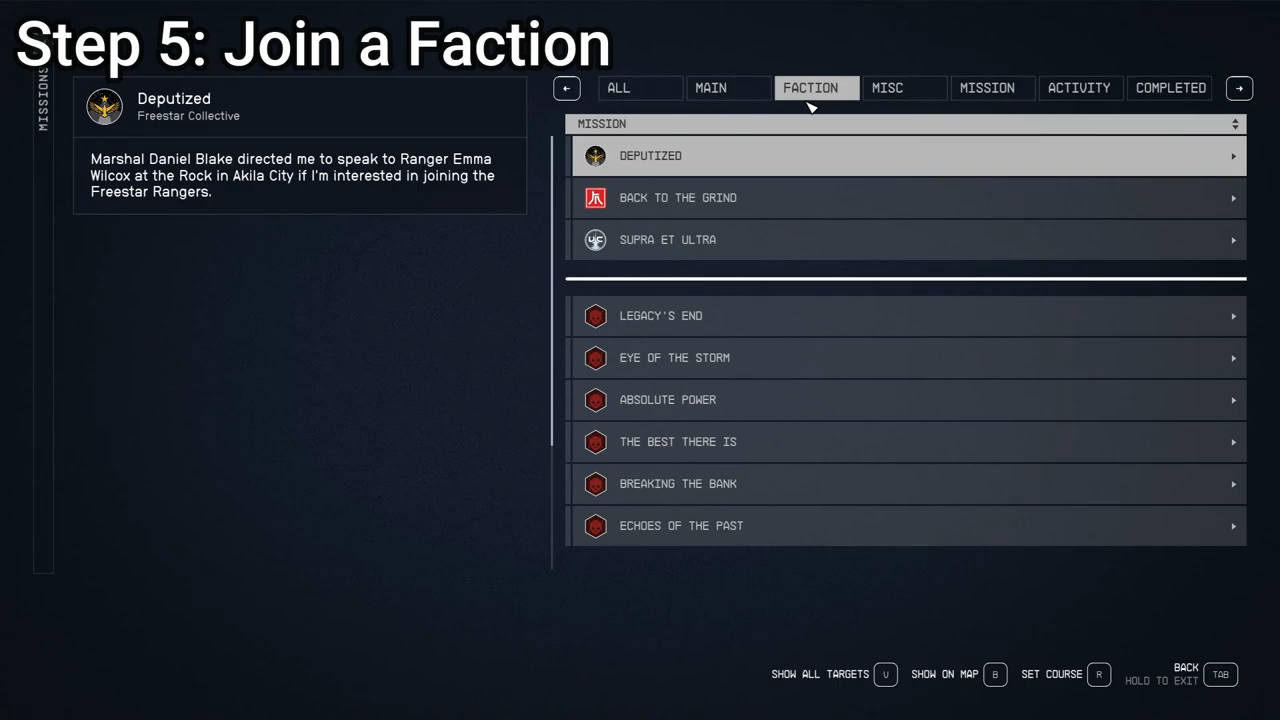 Step 5: Join a Faction
MISSIONS
Deputized
Freestar Collective
Marshal Daniel Blake directed me to speak to Ranger Emma
Wilcox at the Rock in Akila City if I'm interested in joining the
Freestar Rangers.
ALL MAIN FACTION MISC MISSION ACTIVITY COMPLETED
MISSION
DEPUTIZED
BACK TO THE GRIND
SUPRA ET ULTRA
LEGACY'S END
EYE OF THE STORM
ABSOLUTE POWER
THE BEST THERE IS
BREAKING THE BANK
ECHOES OF THE PAST
SHOW ALL TARGETS V SHOW ON MAP B SET COURSE R BACK TAB
HOLD TO EXIT